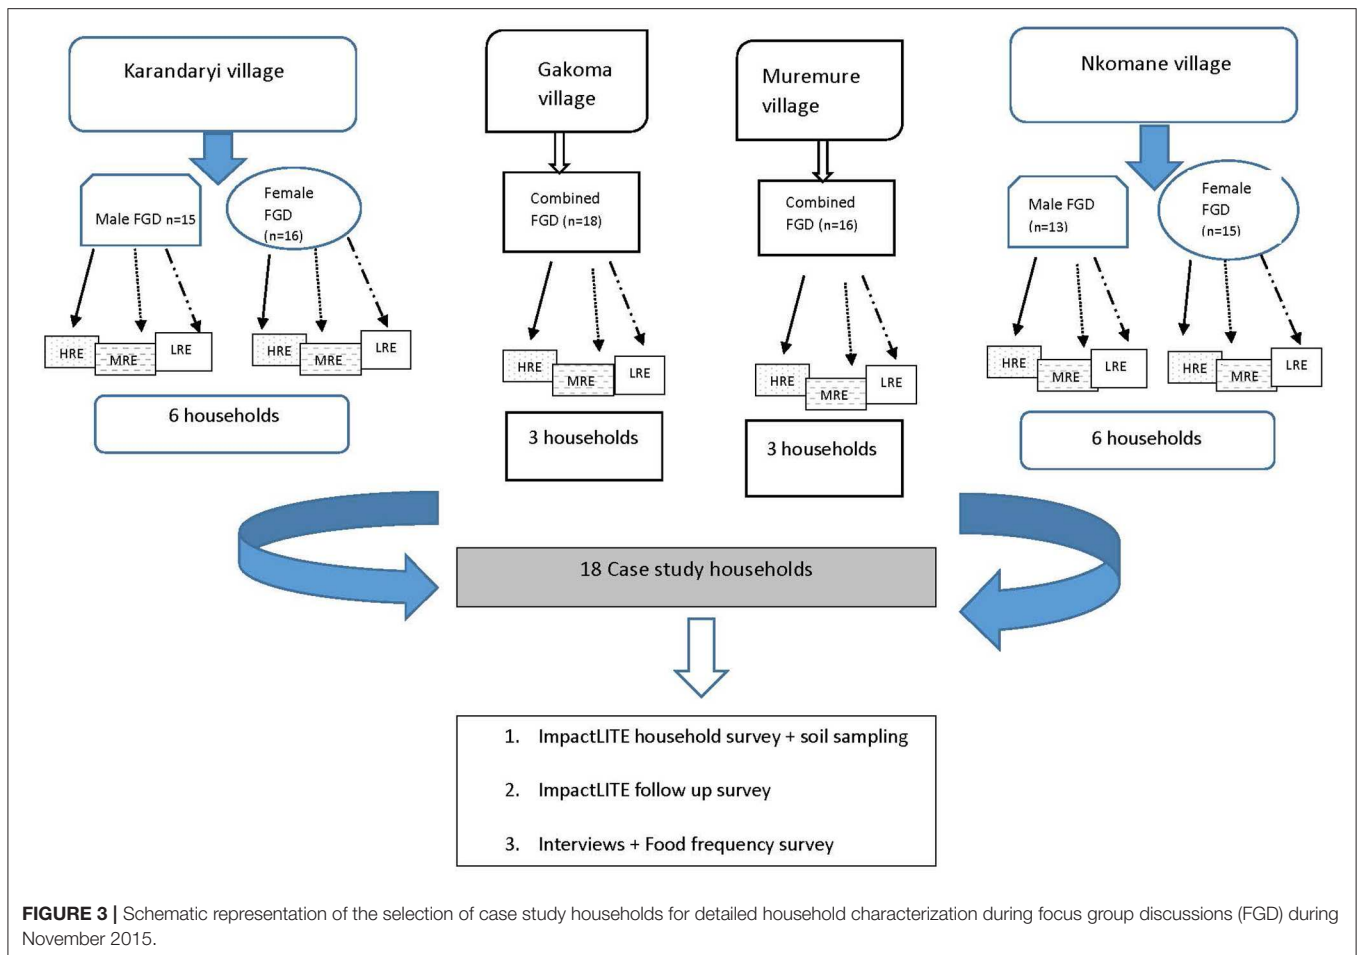 Karandaryi village
Gakoma
village
Muremure
village
Nkomane village
Male FGD n=15
Female
FGD
(n=16)
Combined
FGD (n=18)
Combined
FGD (n=16)
Male FGD
(n=13)
Female
FGD
(n=15)
HRE
MRE
LRE
HRE
MRE
LRE
HRE
MRE
LRE
HRE
MRE
LRE
HRE
MRE
LRE
HRE
MRE
LRE
6 households
3 households
3 households
6 households
18 Case study households
1. ImpactLITE household survey + soil sampling
2. ImpactLITE follow up survey
3. Interviews + Food frequency survey
FIGURE 3 | Schematic representation of the selection of case study households for detailed household characterization during focus group discussions (FGD) during
November 2015.